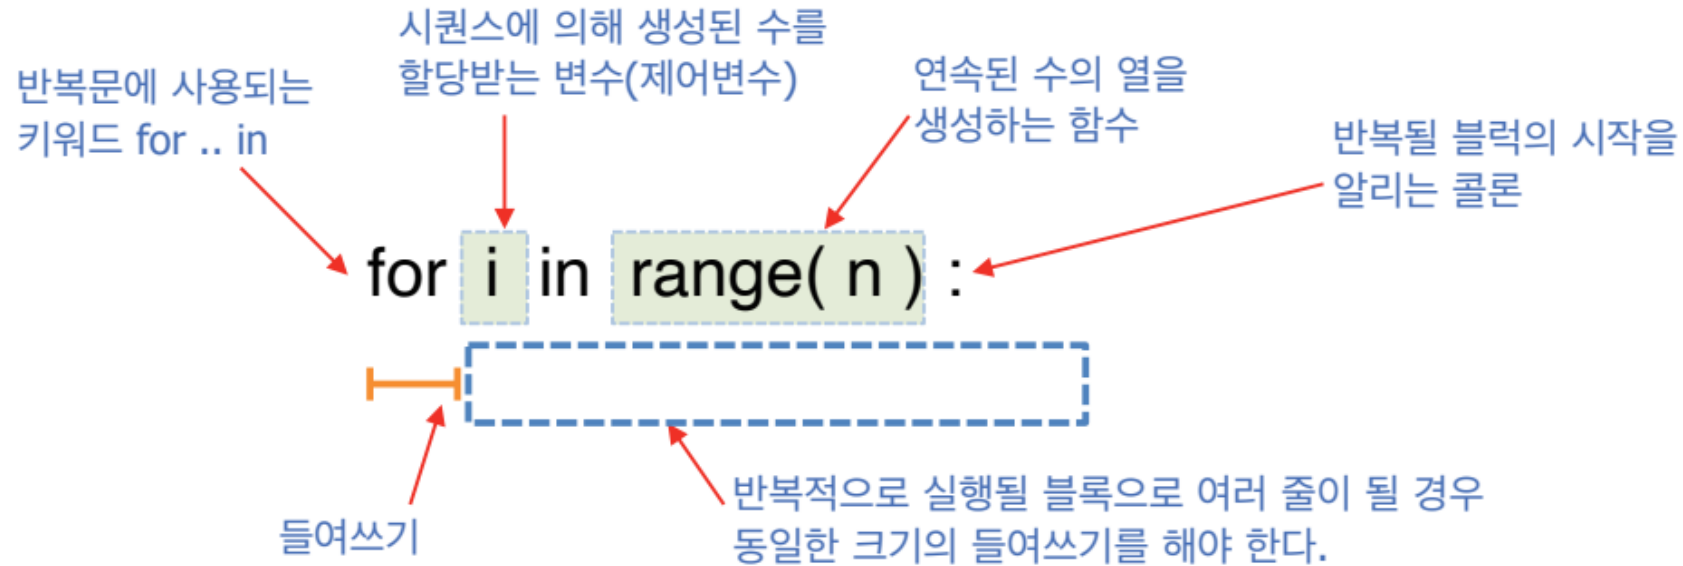 시퀀스에 의해 생성된 수를
할당받는 변수(제어변수)
반복문에 사용되는
키워드 for .. in
연속된 수의 열을
생성하는 함수
반복될 블럭의 시작을
알리는 콜론
for i in range( n ) :
들여쓰기
반복적으로 실행될 블록으로 여러 줄이 될 경우
동일한 크기의 들여쓰기를 해야 한다.